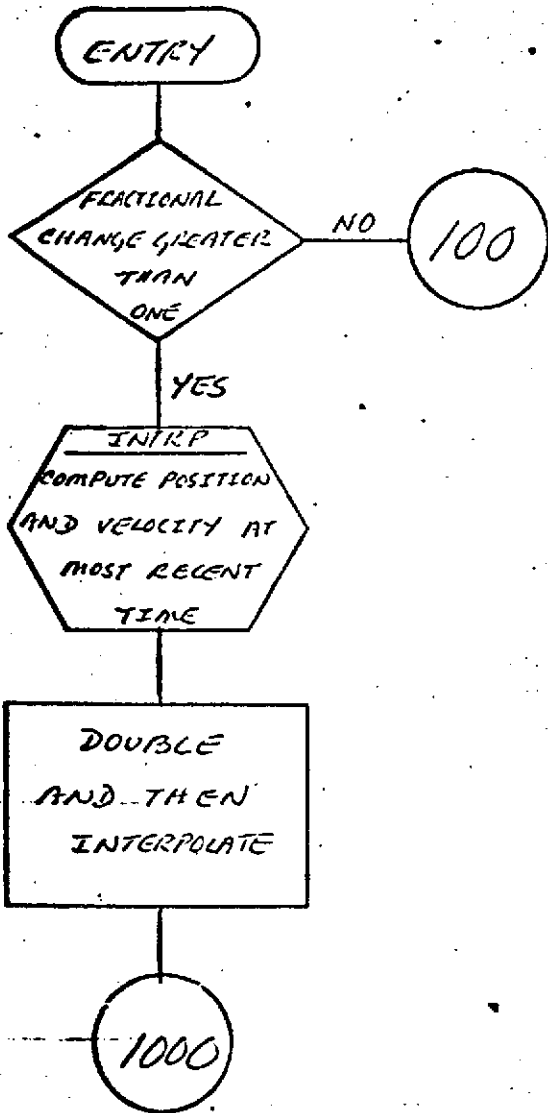 ENTRY
FRACTIONAL
CHANGE GREATER
THAN
ONE
NO
100
YES
INTRP
COMPUTE POSITION
AND VELOCITY AT
MOST RECENT
TIME
DOUBLE
AND THEN
INTERPOLATE
1000